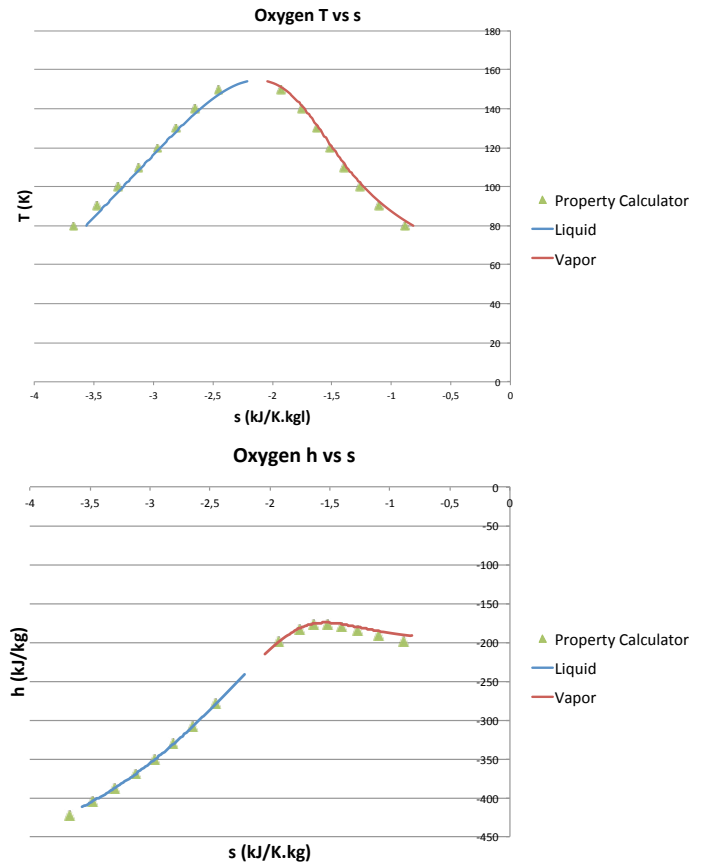 Oxygen T vs s
180
160
140
120
100
80
60
40
20
0
T (K)
-4 -3,5 -3 -2,5 -2 -1,5 -1 -0,5 0
s (kJ/K.kgl)
Property Calculator
Liquid
Vapor
Oxygen h vs s
-4 -3,5 -3 -2,5 -2 -1,5 -1 -0,5 0
0
-50
-100
-150
-200
-250
-300
-350
-400
-450
h (kJ/kg)
s (kJ/K.kg)
Property Calculator
Liquid
Vapor